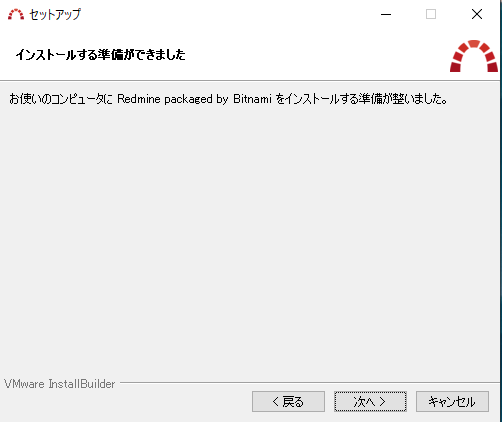 セットアップ
インストールする準備ができました
お使いのコンピュータに Redmine packaged by Bitnami をインストールする準備が整いました。
VMware InstallBuilder
< 戻る
次へ >
キャンセル